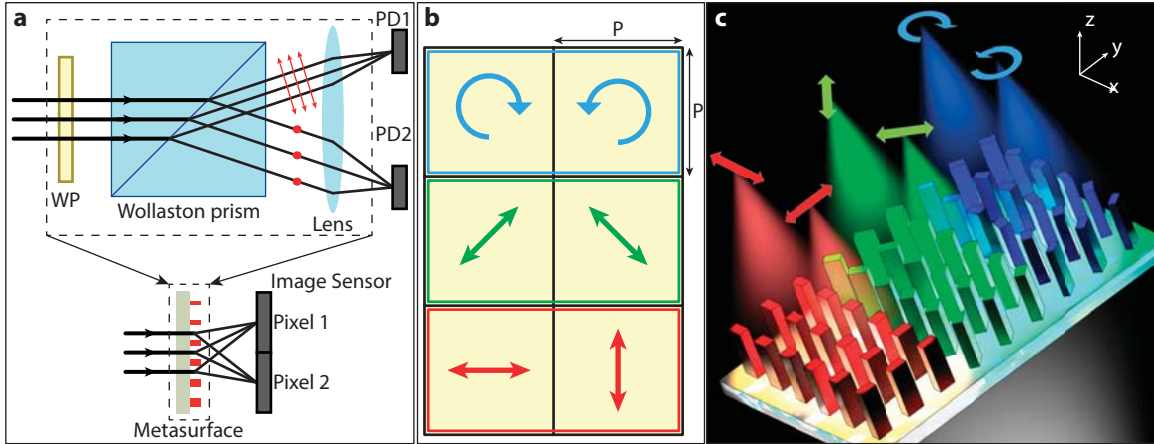 a
PD1
PD2
WP
Wollaston prism
Lens
Image Sensor
Pixel 1
Pixel 2
Metasurface
b
P
P
c
z
y
x